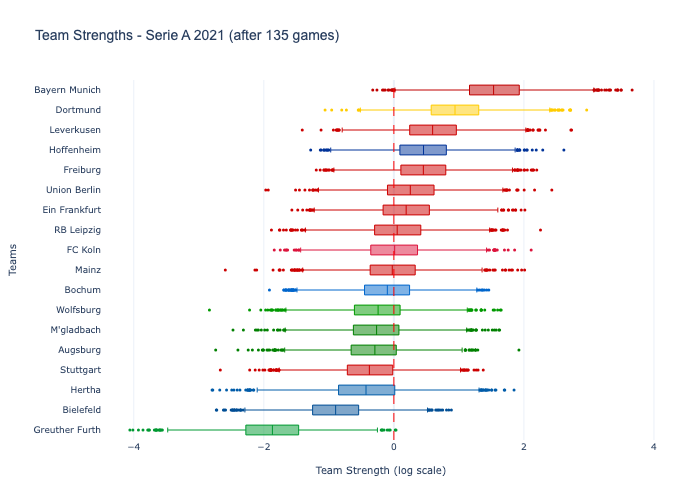 Team Strengths - Serie A 2021 (after 135 games)
Bayern Munich
Dortmund
Leverkusen
Hoffenheim
Freiburg
Union Berlin
Ein Frankfurt
RB Leipzig
FC Koln
Mainz
Bochum
Wolfsburg
M'gladbach
Augsburg
Stuttgart
Hertha
Bielefeld
Greuther Furth
Teams
−4 −2 0 2 4
Team Strength (log scale)